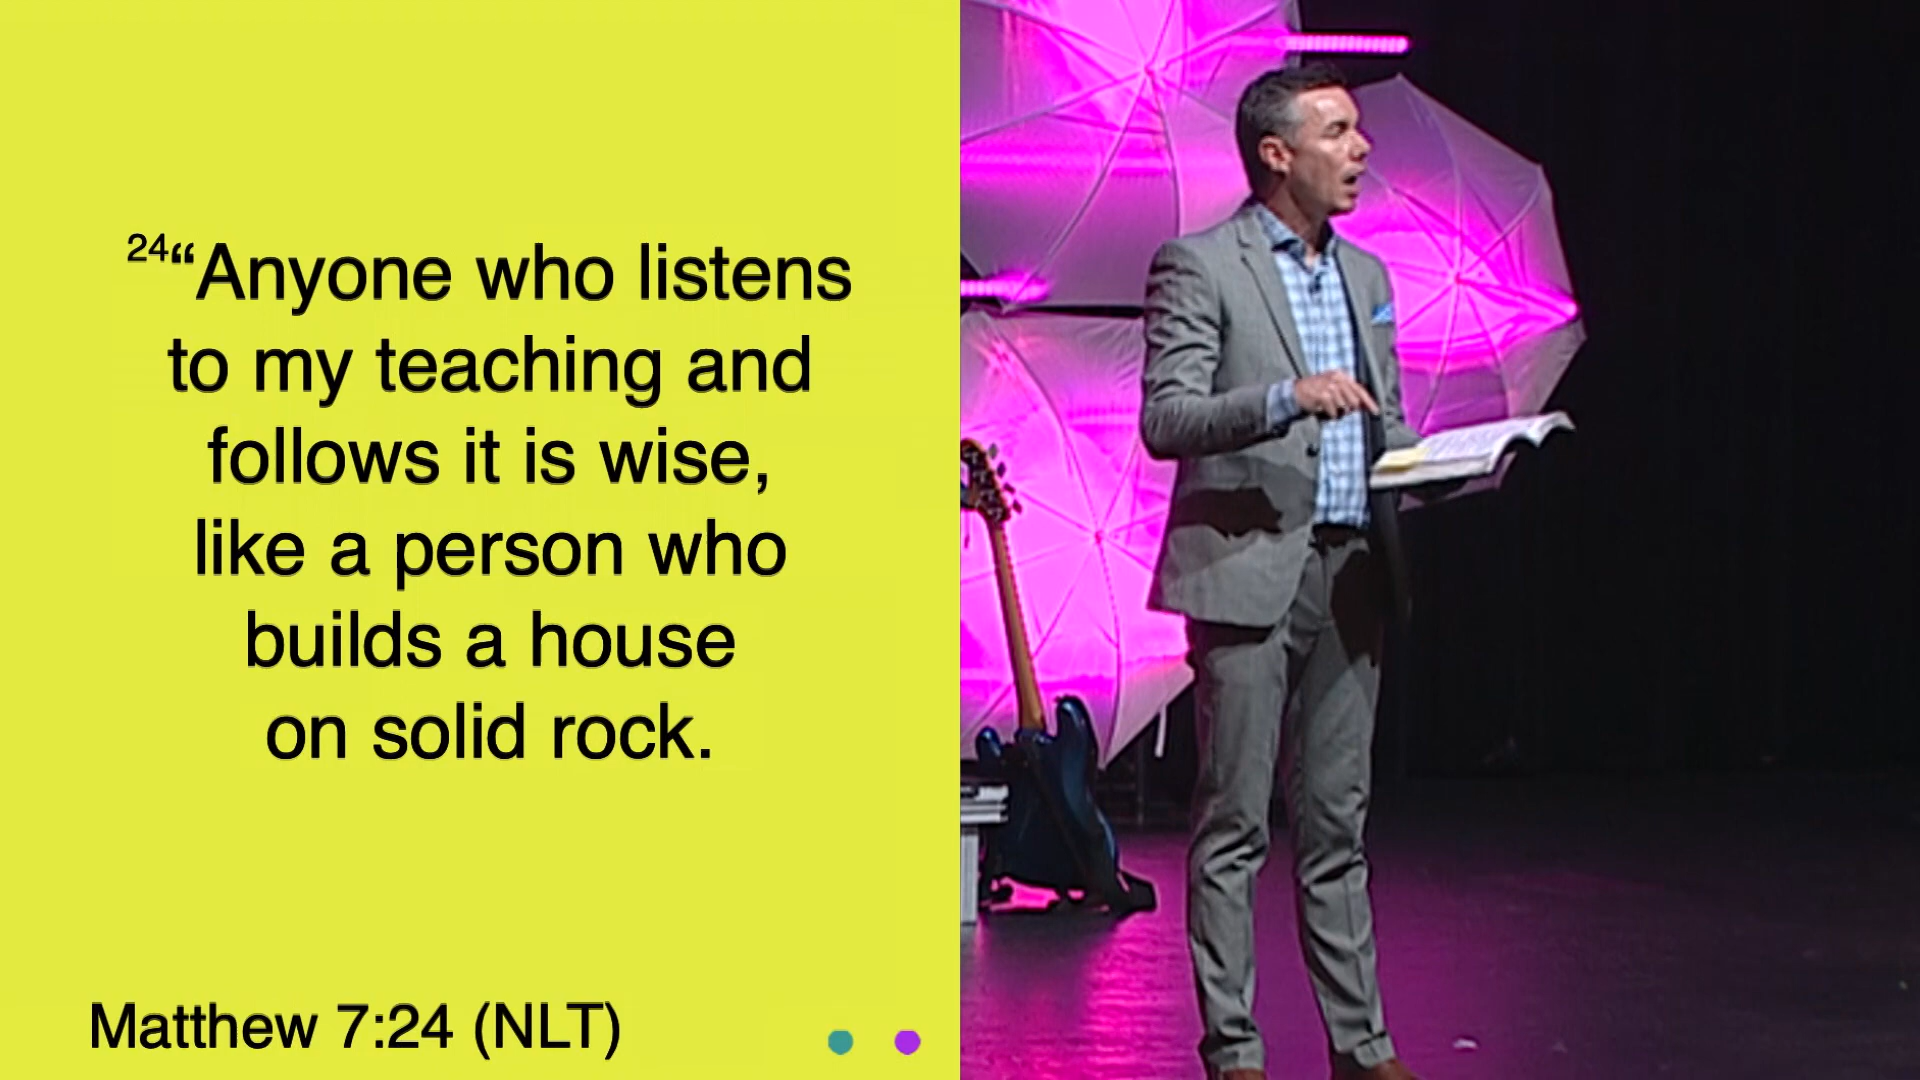 24“Anyone who listens
to my teaching and
follows it is wise,
like a person who
builds a house
on solid rock.
Matthew 7:24 (NLT)